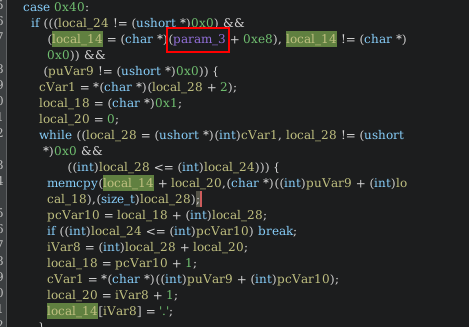 case 0x40:
if (((local_24 != (ushort *)0x0) &&
(local_14 = (char *)(param_3 + 0xe8), local_14 != (char *)
0x0)) &&
(puVar9 != (ushort *)0x0)) {
cVar1 = *(char *)(local_28 + 2);
local_18 = (char *)0x1;
local_20 = 0;
while ((local_28 = (ushort *)(int)cVar1, local_28 != (ushort
*)0x0 &&
((int)local_28 <= (int)local_24))) {
memcpy(local_14 + local_20,(char *)((int)puVar9 + (int)lo
cal_18),(size_t)local_28);
pcVar10 = local_18 + (int)local_28;
if ((int)local_24 <= (int)pcVar10) break;
iVar8 = (int)local_28 + local_20;
local_18 = pcVar10 + 1;
cVar1 = *(char *)((int)puVar9 + (int)pcVar10);
local_20 = iVar8 + 1;
local_14[iVar8] = '.';